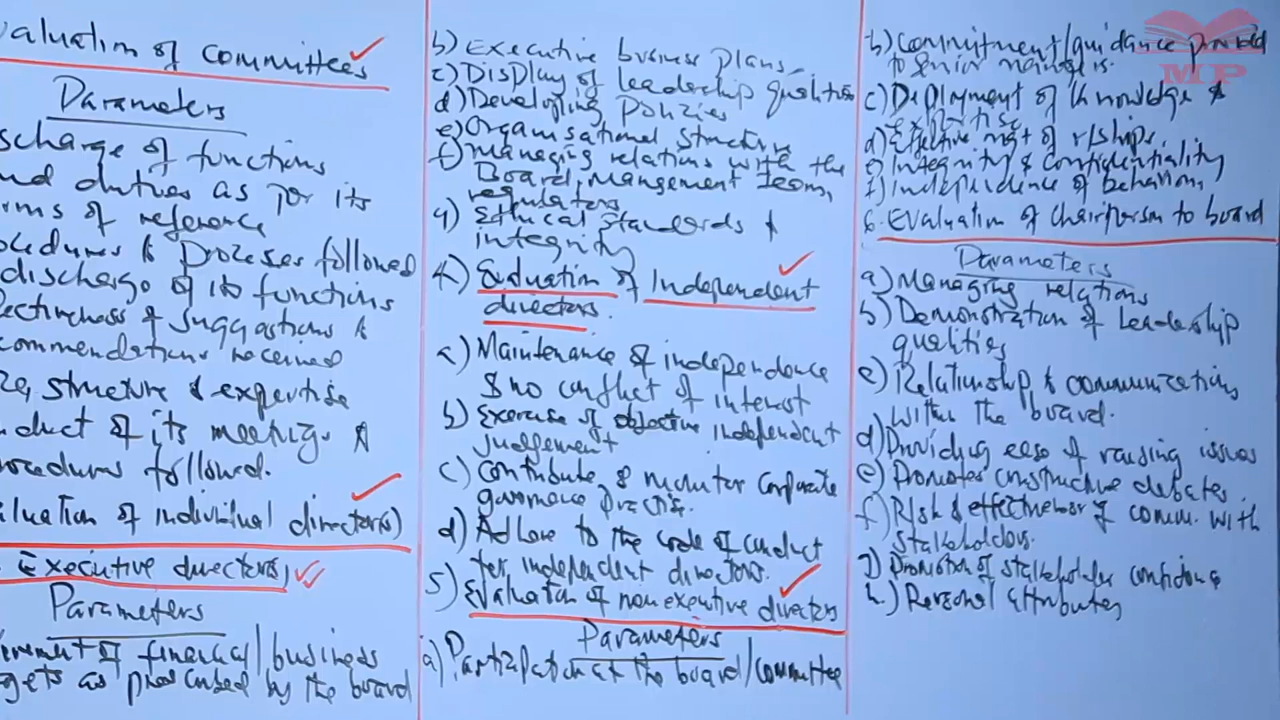 valuation of committees
Parameters
scharge of functions
nd duties as per its
rms of reference
ocedures & processes followed
discharge of its functions
ectiveness of suggestions &
commendations received
ze, structure & expertise
nduct of its meetings &
rocedures followed.
aluation of individual directors)
Executive directors,
Parameters
evement of financial/business
gets as prescribed by the board
b) Executive business plans
c) Display of leadership qualities
d) Developing policies
e) Organisational structure
f) Managing relations with the
Board, Management teams,
regulators
g) Ethical standards &
integrity
4) Evaluation of Independent
directors.
a) Maintenance of independence
& no conflict of interest
b) Exercise of objective independent
judgement
c) Contribute & monitor corporate
governance practise.
d) Adhere to the code of conduct
for independent directors.
5) Evaluation of non executive directors
Parameters
a) Participation at the board/committee
b) Commitment/guidance provided
to senior managers.
c) Deployment of knowledge &
expertise
d) Effective mgt of r/ships.
e) Integrity & confidentiality
f) Independence of behaviour,
6. Evaluation of Chairperson to board
Parameters
a) Managing relations
b) Demonstration of leadership
qualities
c) Relationship & communications
within the board.
d) Providing ease of raising issues
e) Promotes constructive debates.
f) Risk & effectiveness of comm. with
stakeholders.
g) Promotion of stakeholder confidence
h.) Personal attributes
MP